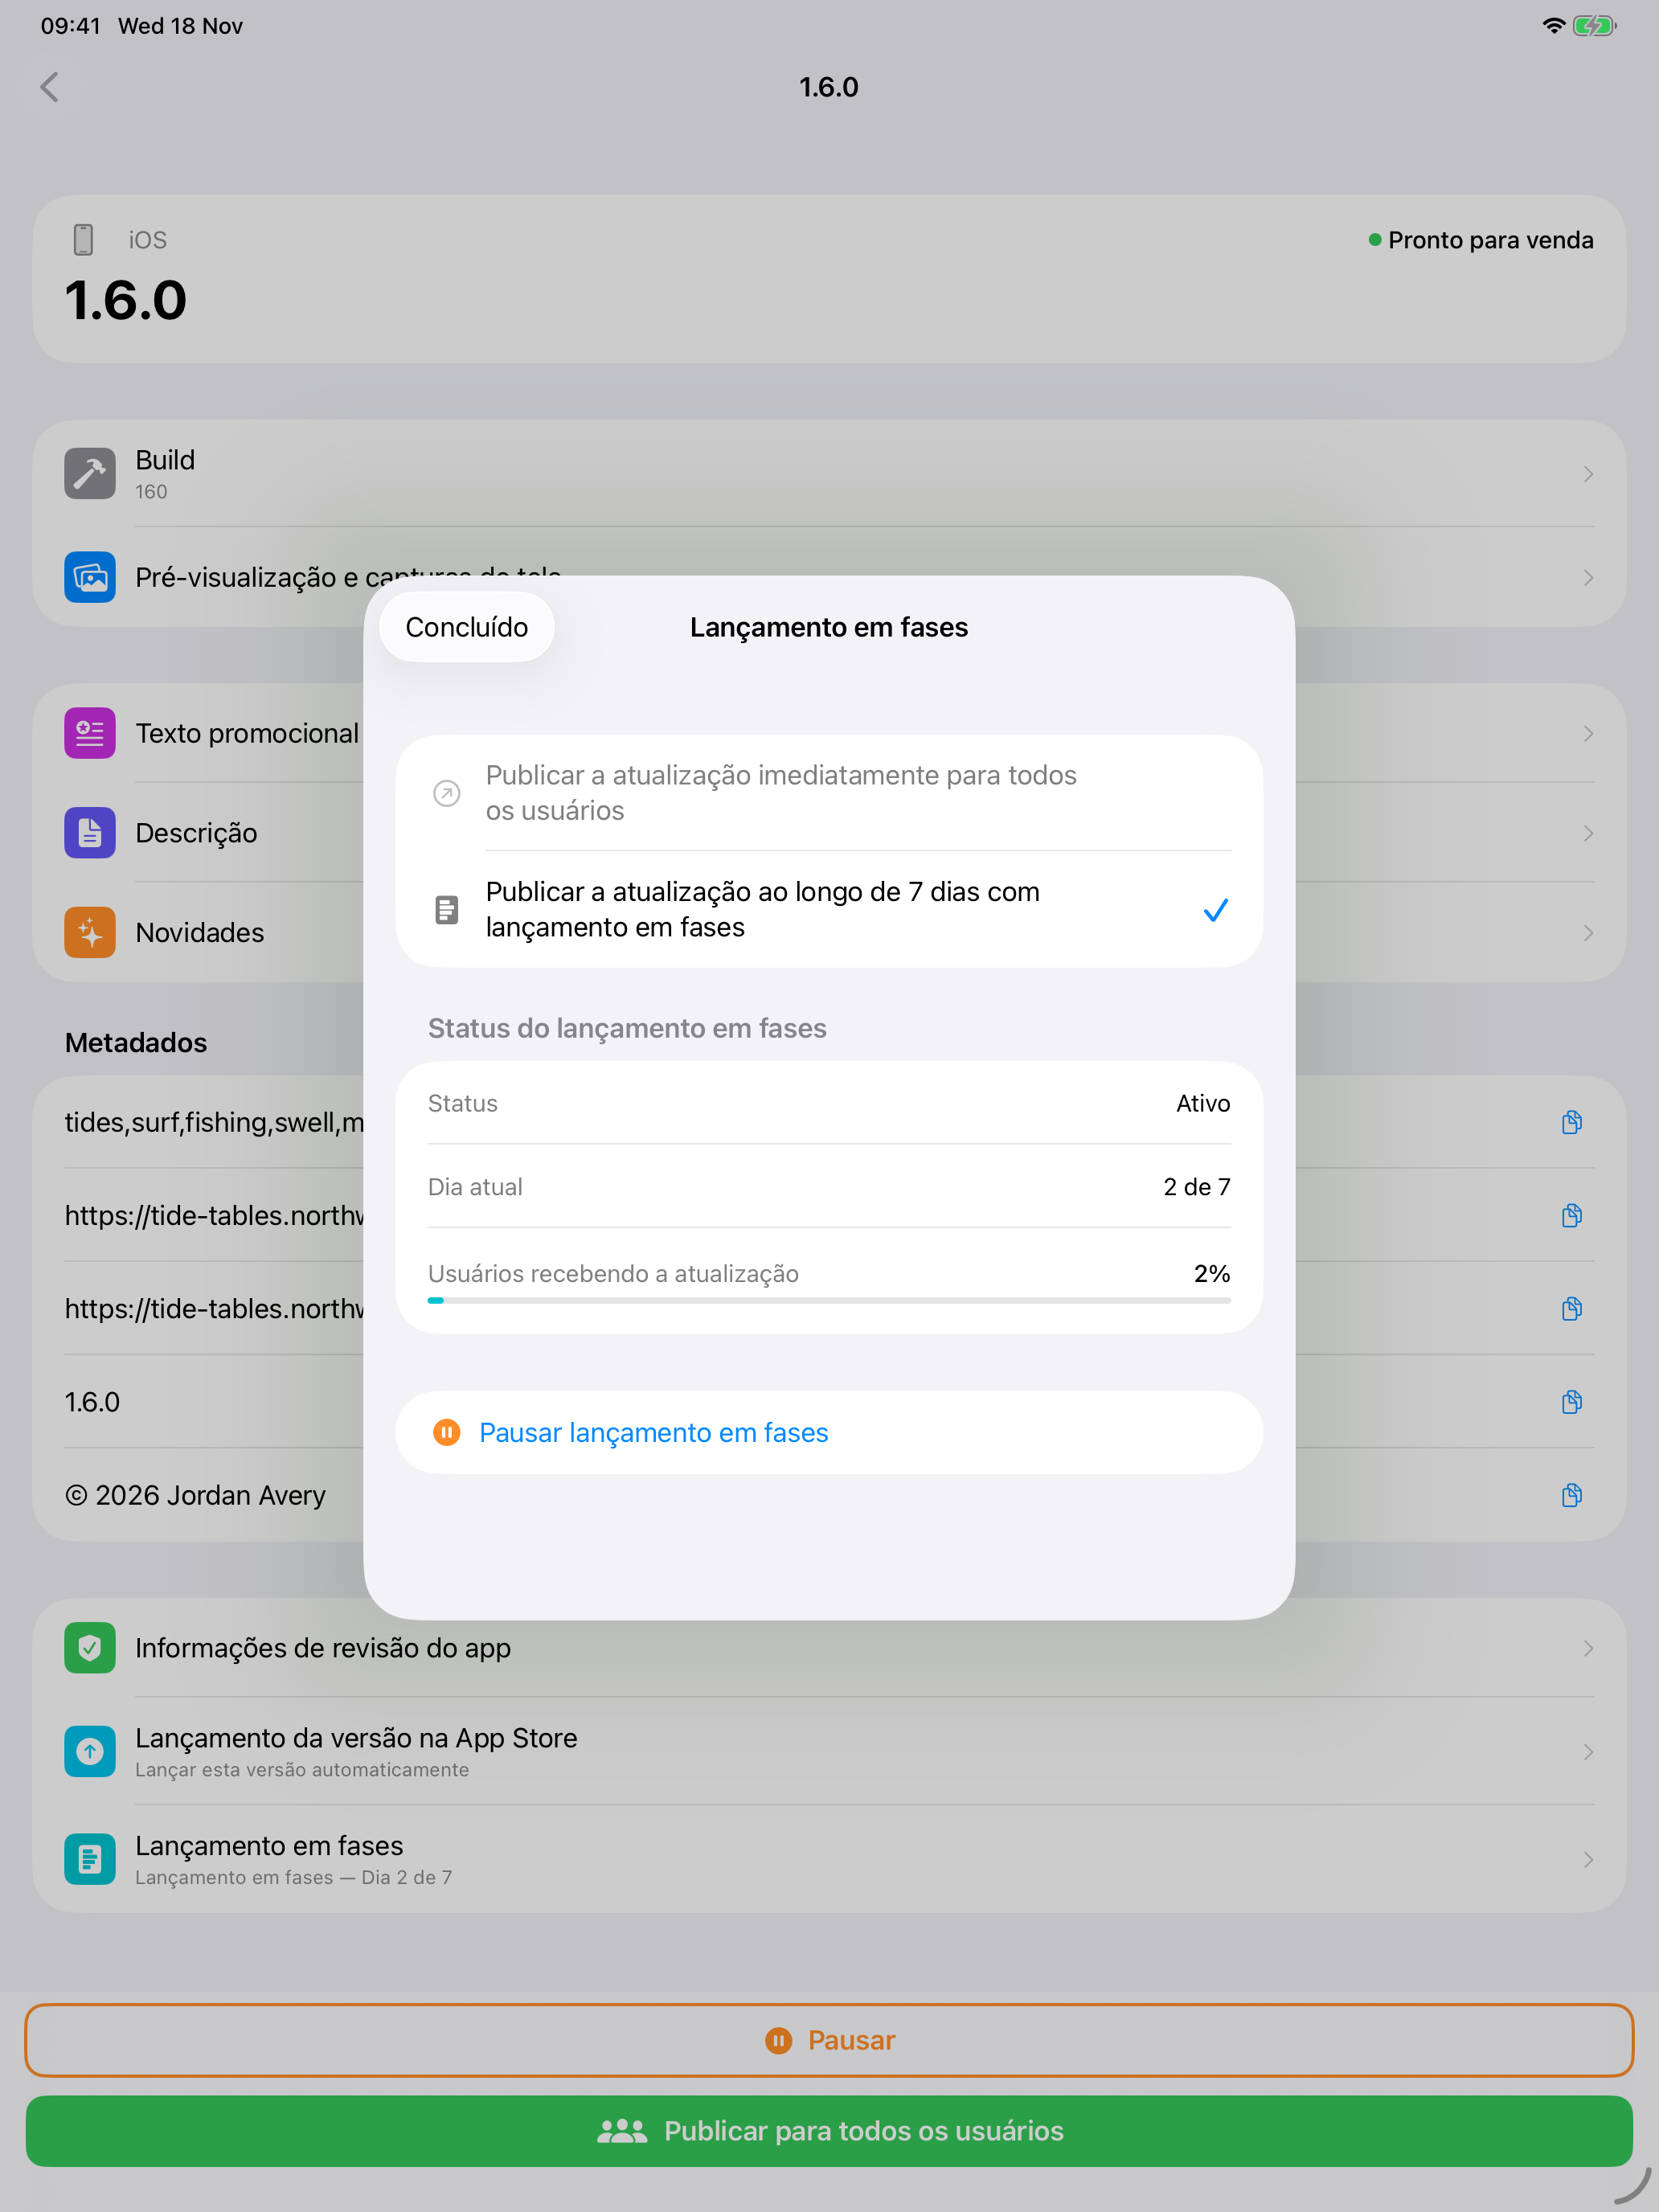 09:41 Wed 18 Nov
1.6.0
iOS
Pronto para venda
1.6.0
Build
160
Pré-visualização e capturas de tela
Concluído
Lançamento em fases
Publicar a atualização imediatamente para todos
os usuários
Publicar a atualização ao longo de 7 dias com
lançamento em fases
Status do lançamento em fases
Status
Ativo
Dia atual
2 de 7
Usuários recebendo a atualização
2%
Pausar lançamento em fases
Texto promocional
Descrição
Novidades
Metadados
tides,surf,fishing,swell,m
https://tide-tables.north
https://tide-tables.north
1.6.0
© 2026 Jordan Avery
Informações de revisão do app
Lançamento da versão na App Store
Lançar esta versão automaticamente
Lançamento em fases
Lançamento em fases — Dia 2 de 7
Pausar
Publicar para todos os usuários